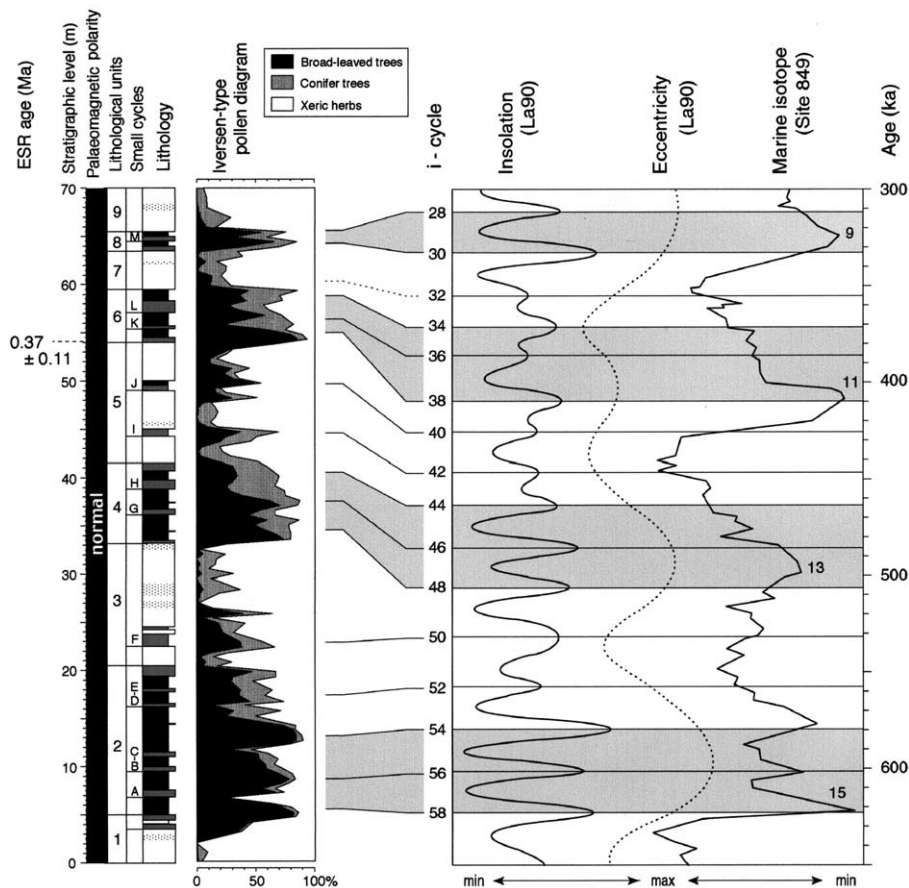 ESR age (Ma)
Stratigraphic level (m)
Palaeomagnetic polarity
Lithological units
Small cycles
Lithology
Iversen-type
pollen diagram
Broad-leaved trees
Conifer trees
Xeric herbs
i - cycle
Insolation
(La90)
Eccentricity
(La90)
Marine isotope
(Site 849)
Age (ka)
0.37
± 0.11
70
60
50
40
30
20
10
0
normal
9
8
7
6
5
4
3
2
1
M
L
K
J
I
H
G
F
E
D
C
B
A
0 50 100%
28
30
32
34
36
38
40
42
44
46
48
50
52
54
56
58
9
11
13
15
300
400
500
600
min max min